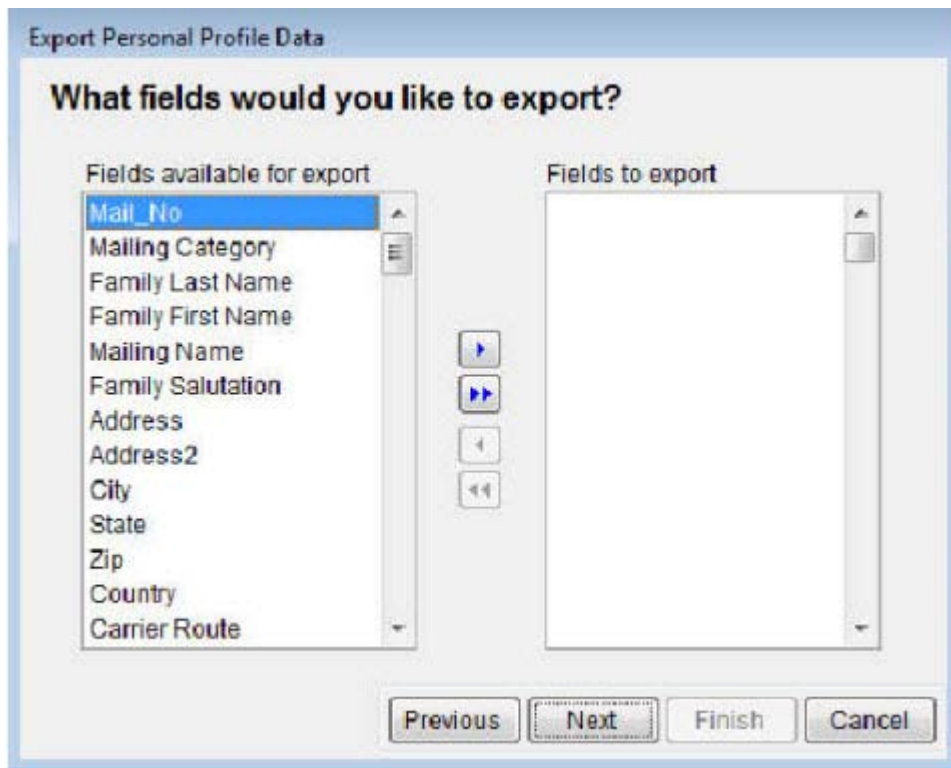 Export Personal Profile Data
What fields would you like to export?
Fields available for export
Mail_No
Mailing Category
Family Last Name
Family First Name
Mailing Name
Family Salutation
Address
Address2
City
State
Zip
Country
Carrier Route
Fields to export
Previous Next Finish Cancel